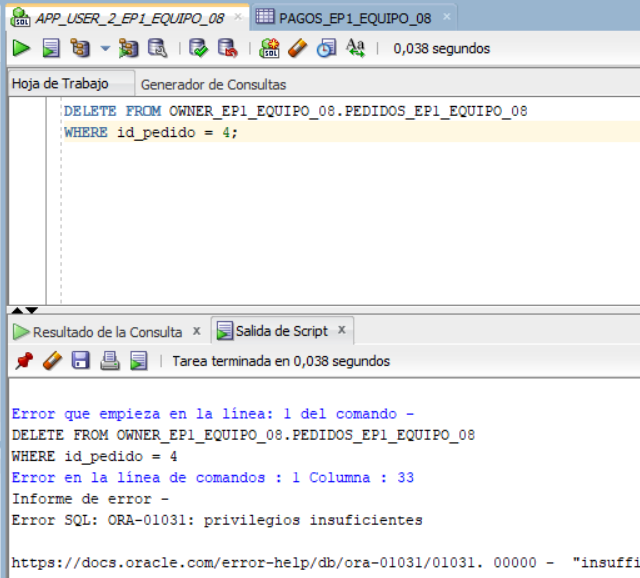 APP_USER_2_EP1_EQUIPO_08 × PAGOS_EP1_EQUIPO_08 ×
0,038 segundos
Hoja de Trabajo Generador de Consultas
DELETE FROM OWNER_EP1_EQUIPO_08.PEDIDOS_EP1_EQUIPO_08
WHERE id_pedido = 4;
Resultado de la Consulta × Salida de Script ×
Tarea terminada en 0,038 segundos
Error que empieza en la línea: 1 del comando -
DELETE FROM OWNER_EP1_EQUIPO_08.PEDIDOS_EP1_EQUIPO_08
WHERE id_pedido = 4
Error en la línea de comandos : 1 Columna : 33
Informe de error -
Error SQL: ORA-01031: privilegios insuficientes
https://docs.oracle.com/error-help/db/ora-01031/01031. 00000 - "insuffi